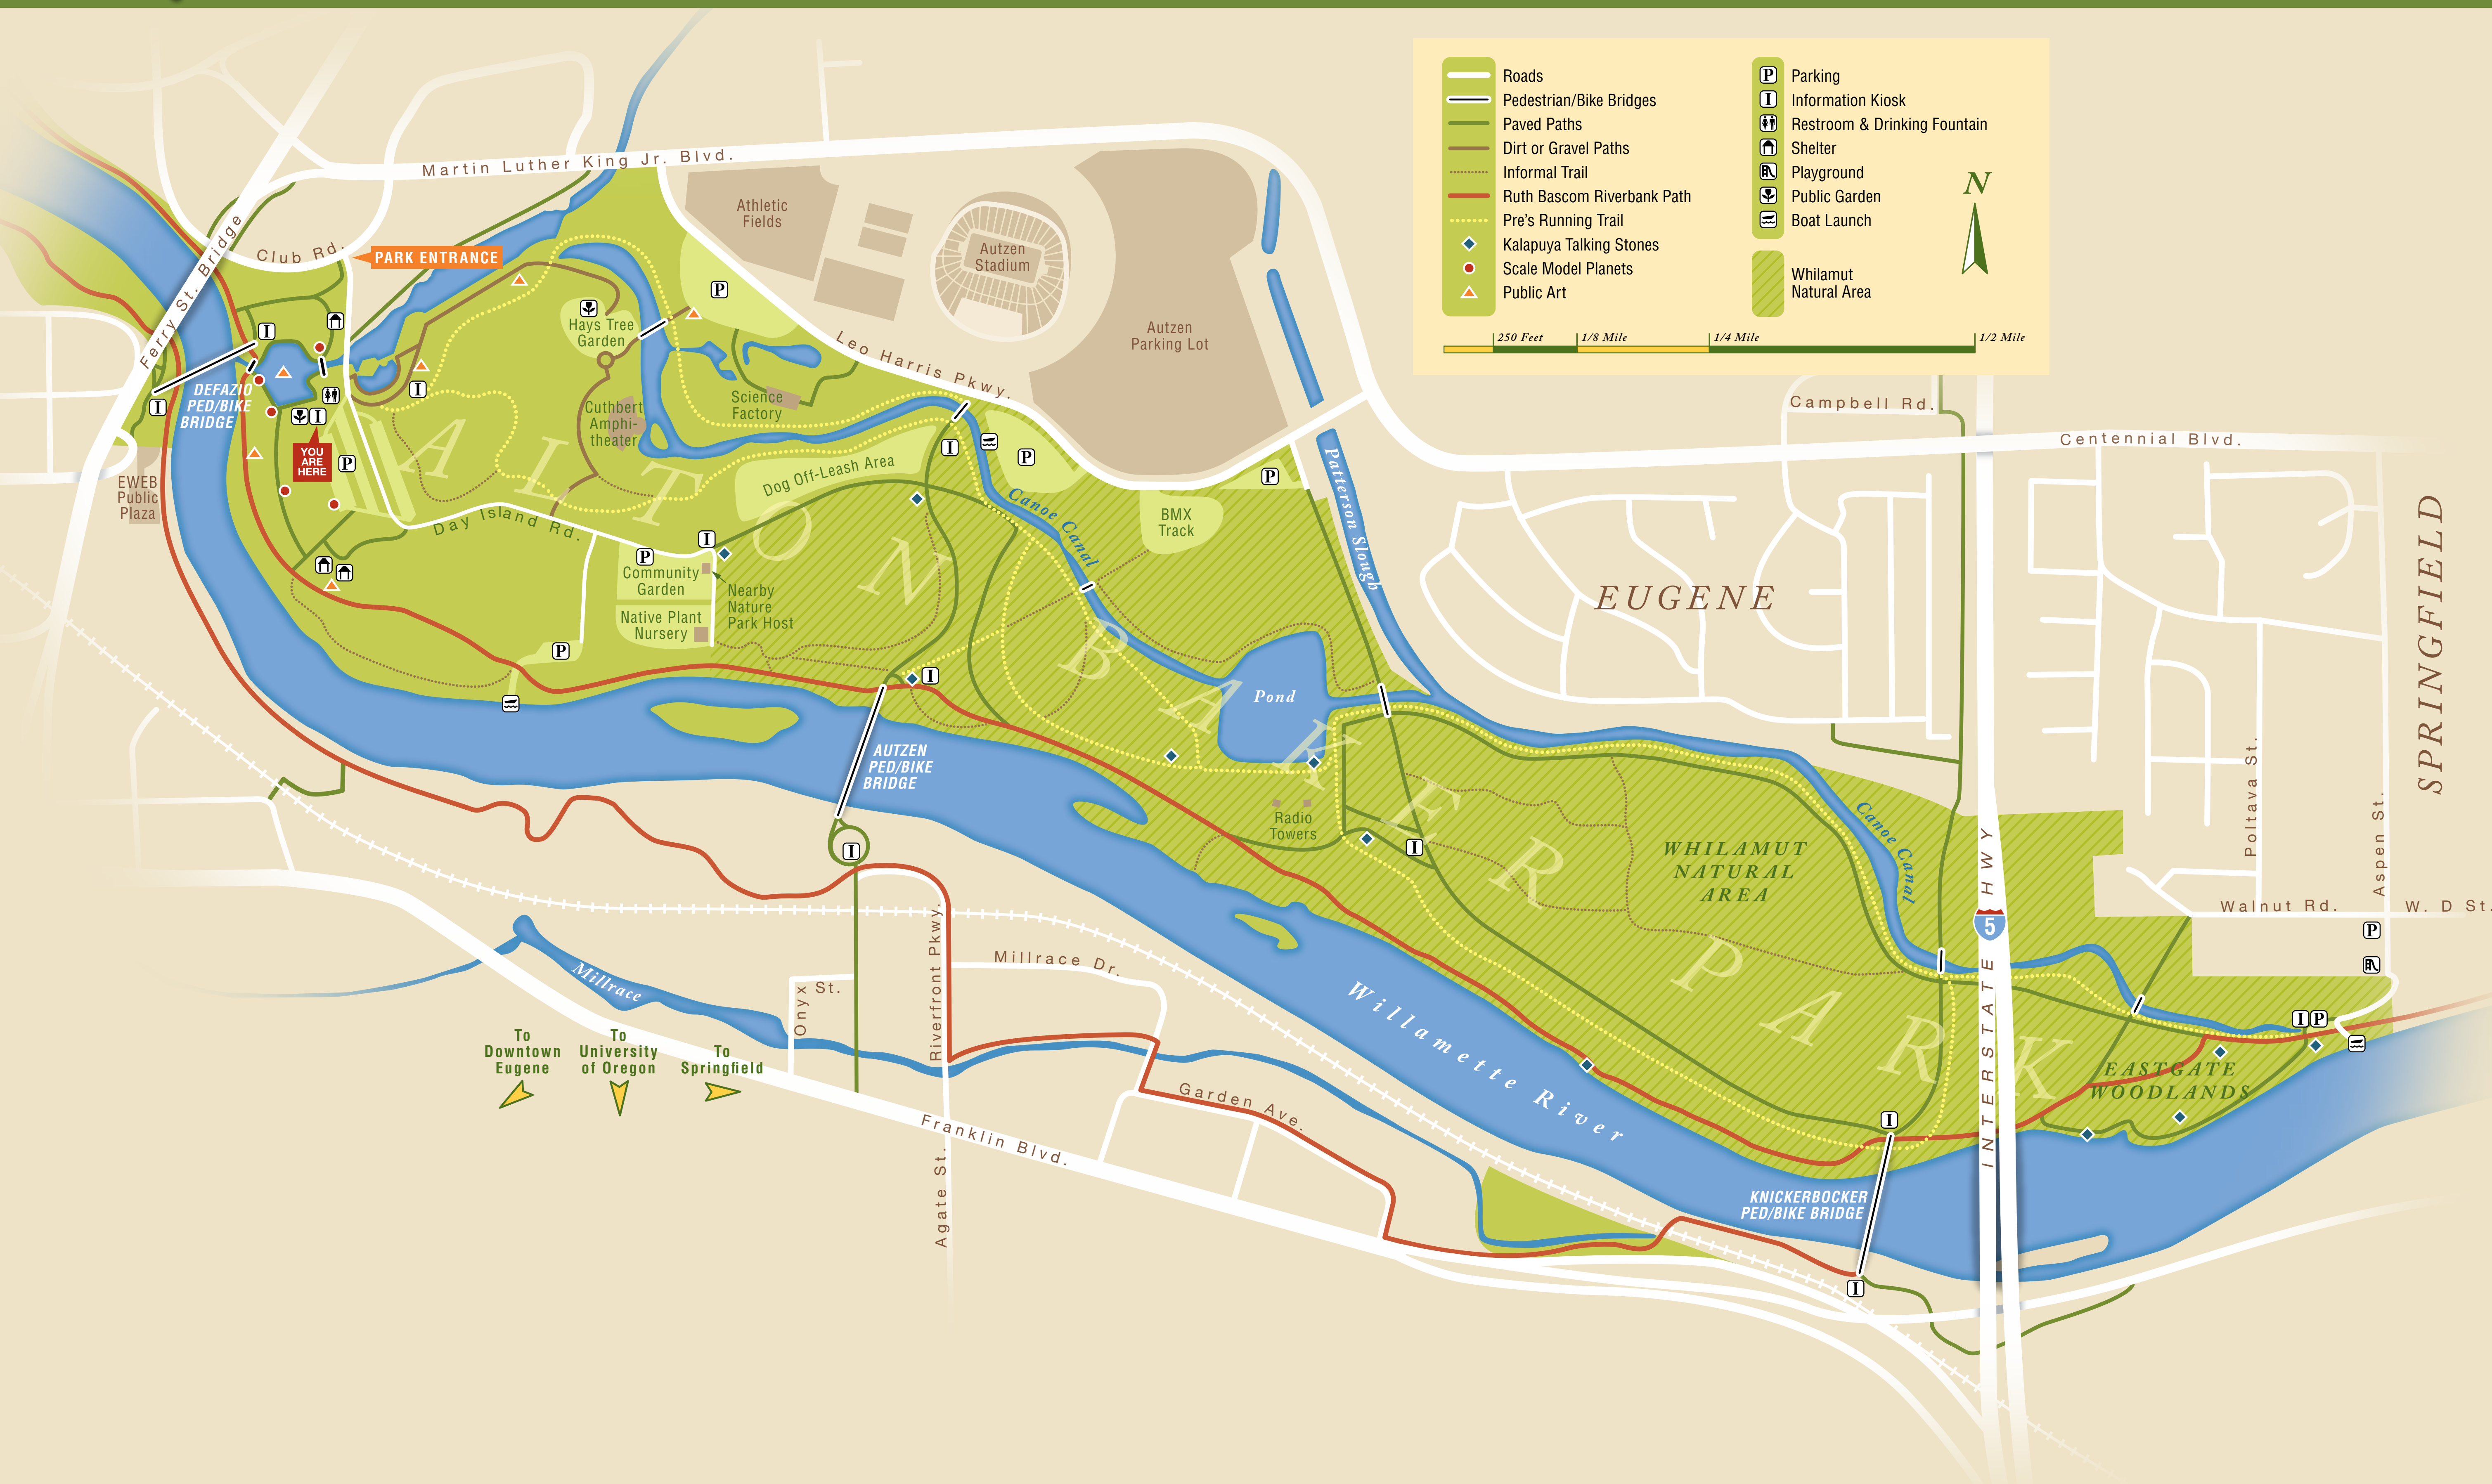 Roads
Pedestrian/Bike Bridges
Paved Paths
Dirt or Gravel Paths
Informal Trail
Ruth Bascom Riverbank Path
Pre's Running Trail
Kalapuya Talking Stones
Scale Model Planets
Public Art
P Parking
I Information Kiosk
Restroom & Drinking Fountain
Shelter
Playground
Public Garden
Boat Launch
Whilamut
Natural Area
N
250 Feet
1/8 Mile
1/4 Mile
1/2 Mile
Martin Luther King Jr. Blvd.
Club Rd.
PARK ENTRANCE
Ferry St. Bridge
Athletic
Fields
Autzen
Stadium
Autzen
Parking Lot
Leo Harris Pkwy.
Hays Tree
Garden
Science
Factory
Cuthbert
Amphi-
theater
DEFAZIO
PED/BIKE
BRIDGE
YOU
ARE
HERE
EWEB
Public
Plaza
Day Island Rd.
Dog Off-Leash Area
Community
Garden
Native Plant
Nursery
Nearby
Nature
Park Host
Canoe Canal
BMX
Track
Patterson Slough
Pond
Radio
Towers
ALTON BAKER PARK
AUTZEN
PED/BIKE
BRIDGE
EUGENE
SPRINGFIELD
Campbell Rd.
Centennial Blvd.
Poltava St.
Aspen St.
Walnut Rd.
W. D St.
WHILAMUT
NATURAL
AREA
Canoe Canal
INTERSTATE HWY
5
EASTGATE
WOODLANDS
Willamette River
KNICKERBOCKER
PED/BIKE BRIDGE
Millrace
Onyx St.
Riverfront Pkwy.
Millrace Dr.
Garden Ave.
Franklin Blvd.
Agate St.
To
Downtown
Eugene
To
University
of Oregon
To
Springfield
P
P
P
P
P
P
P
P
I
I
I
I
I
I
I
I
I
I
I
I
I